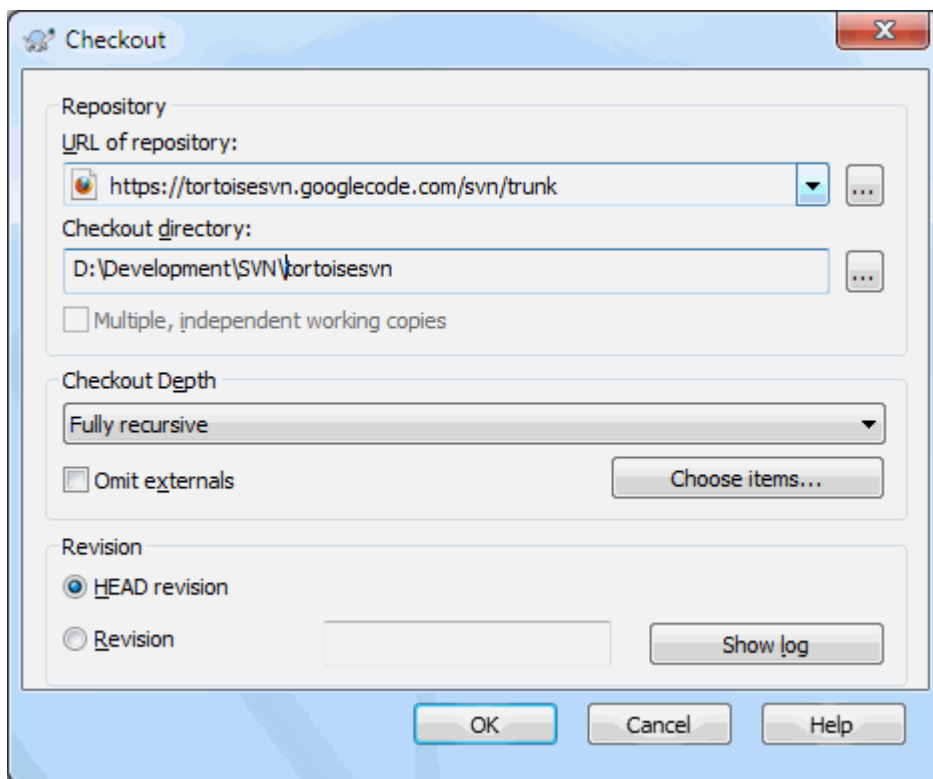 Checkout
Repository
URL of repository:
https://tortoisesvn.googlecode.com/svn/trunk
...
Checkout directory:
D:\Development\SVN\tortoisesvn
...
Multiple, independent working copies
Checkout Depth
Fully recursive
Omit externals
Choose items...
Revision
HEAD revision
Revision
Show log
OK
Cancel
Help